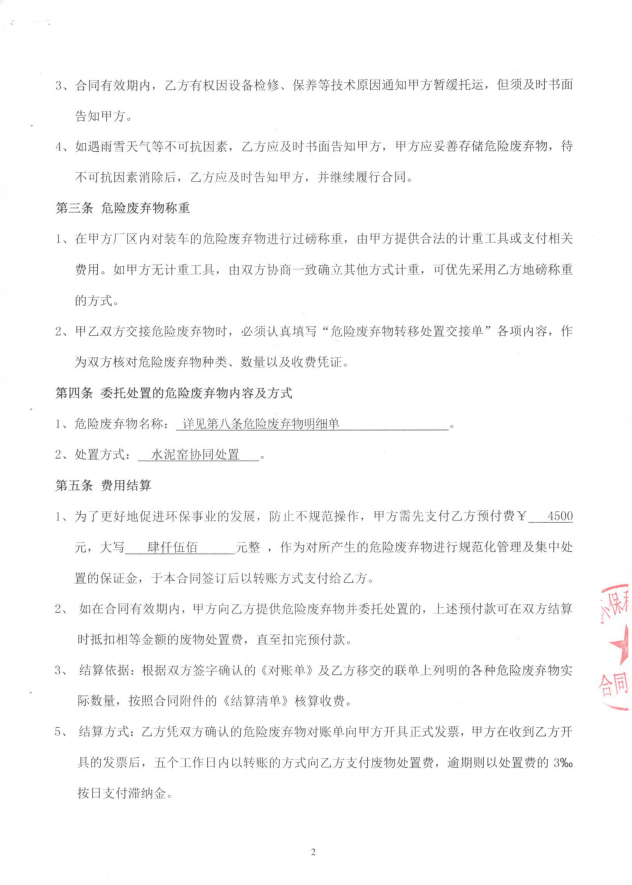 3、合同有效期内，乙方有权因设备检修、保养等技术原因通知甲方暂缓托运，但须及时书面
告知甲方。
4、如遇雨雪天气等不可抗因素，乙方应及时书面告知甲方，甲方应妥善存储危险废弃物，待
不可抗因素消除后，乙方应及时告知甲方，并继续履行合同。
第三条 危险废弃物称重
1、在甲方厂区内对装车的危险废弃物进行过磅称重，由甲方提供合法的计重工具或支付相关
费用。如甲方无计重工具，由双方协商一致确立其他方式计重，可优先采用乙方地磅称重
的方式。
2、甲乙双方交接危险废弃物时，必须认真填写“危险废弃物转移处置交接单”各项内容，作
为双方核对危险废弃物种类、数量以及收费凭证。
第四条 委托处置的危险废弃物内容及方式
1、危险废弃物名称：详见第八条危险废弃物明细单。
2、处置方式：水泥窑协同处置。
第五条 费用结算
1、为了更好地促进环保事业的发展，防止不规范操作，甲方需先支付乙方预付费￥ 4500
元，大写 肆仟伍佰 元整 ，作为对所产生的危险废弃物进行规范化管理及集中处
置的保证金，于本合同签订后以转账方式支付给乙方。
2、 如在合同有效期内，甲方向乙方提供危险废弃物并委托处置的，上述预付款可在双方结算
时抵扣相等金额的废物处置费，直至扣完预付款。
3、 结算依据：根据双方签字确认的《对账单》及乙方移交的联单上列明的各种危险废弃物实
际数量，按照合同附件的《结算清单》核算收费。
5、 结算方式：乙方凭双方确认的危险废弃物对账单向甲方开具正式发票，甲方在收到乙方开
具的发票后，五个工作日内以转账的方式向乙方支付废物处置费，逾期则以处置费的 3‰
按日支付滞纳金。
保科
合同
2